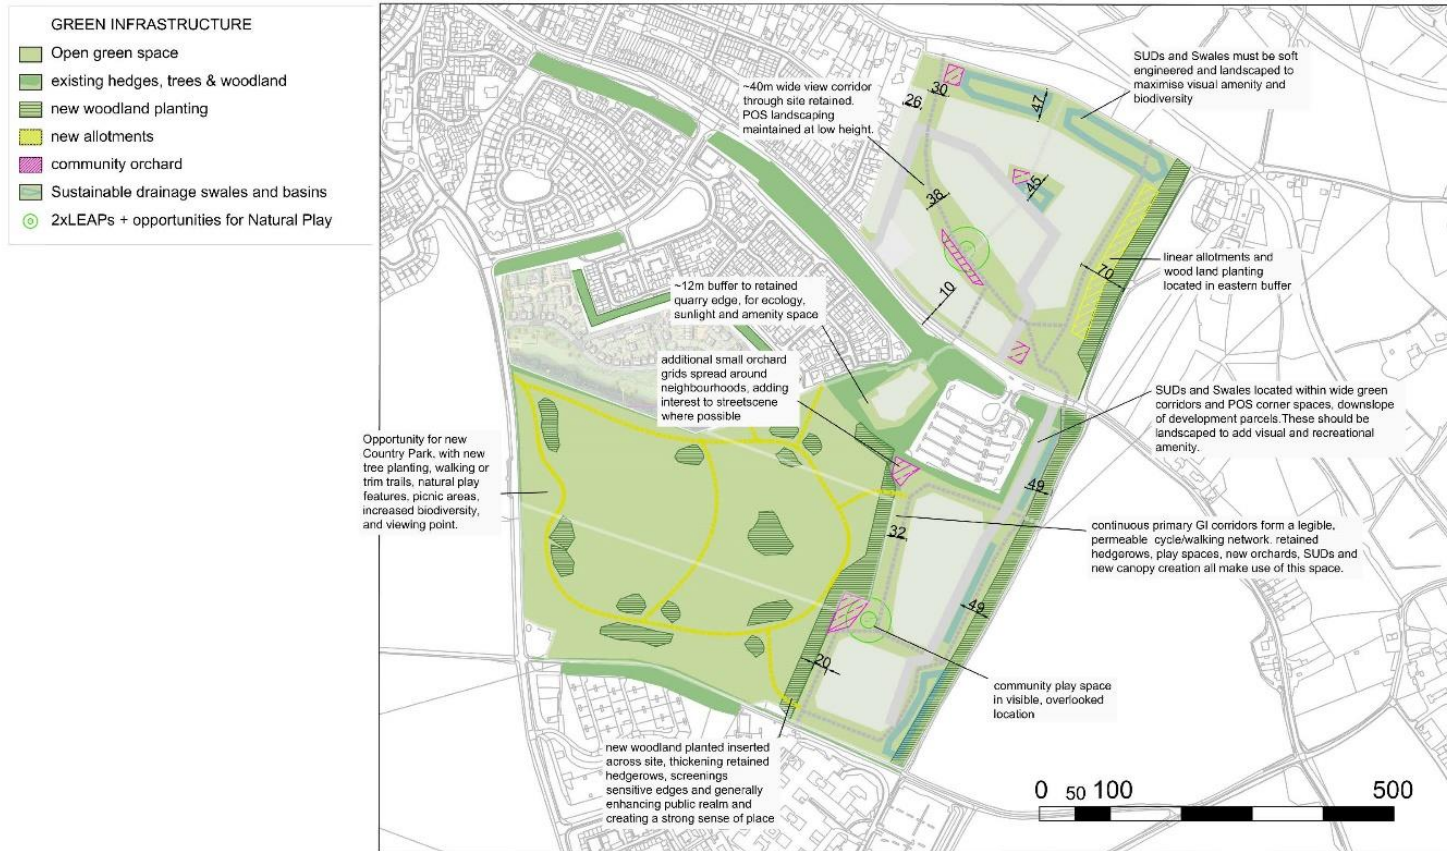 GREEN INFRASTRUCTURE
Open green space
existing hedges, trees & woodland
new woodland planting
new allotments
community orchard
Sustainable drainage swales and basins
2xLEAPs + opportunities for Natural Play
~40m wide view corridor
through site retained.
POS landscaping
maintained at low height.
26
30
47
SUDs and Swales must be soft
engineered and landscaped to
maximise visual amenity and
biodiversity
38
45
70
linear allotments and
wood land planting
located in eastern buffer
10
~12m buffer to retained
quarry edge, for ecology,
sunlight and amenity space
additional small orchard
grids spread around
neighbourhoods, adding
interest to streetscene
where possible
SUDs and Swales located within wide green
corridors and POS corner spaces, downslope
of development parcels.These should be
landscaped to add visual and recreational
amenity.
Opportunity for new
Country Park, with new
tree planting, walking or
trim trails, natural play
features, picnic areas,
increased biodiversity,
and viewing point.
49
32
continuous primary GI corridors form a legible,
permeable cycle/walking network. retained
hedgerows, play spaces, new orchards, SUDs and
new canopy creation all make use of this space.
49
20
community play space
in visible, overlooked
location
new woodland planted inserted
across site, thickening retained
hedgerows, screenings
sensitive edges and generally
enhancing public realm and
creating a strong sense of place
0 50 100 500